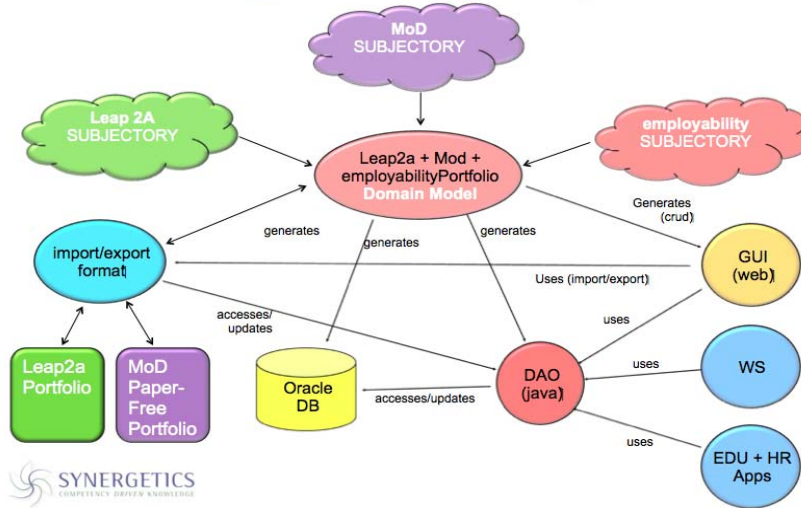 MoD
SUBJECTORY
Leap 2A
SUBJECTORY
employability
SUBJECTORY
Leap2a + Mod +
employabilityPortfolio
Domain Model
Generates
(crud)
generates
generates
generates
import/export
format
GUI
(web)
Uses (import/export)
accesses/
updates
uses
Leap2a
Portfolio
MoD
Paper-
Free
Portfolio
Oracle
DB
DAO
(java)
uses
WS
accesses/updates
uses
EDU + HR
Apps
SYNERGETICS
COMPETENCY DRIVEN KNOWLEDGE